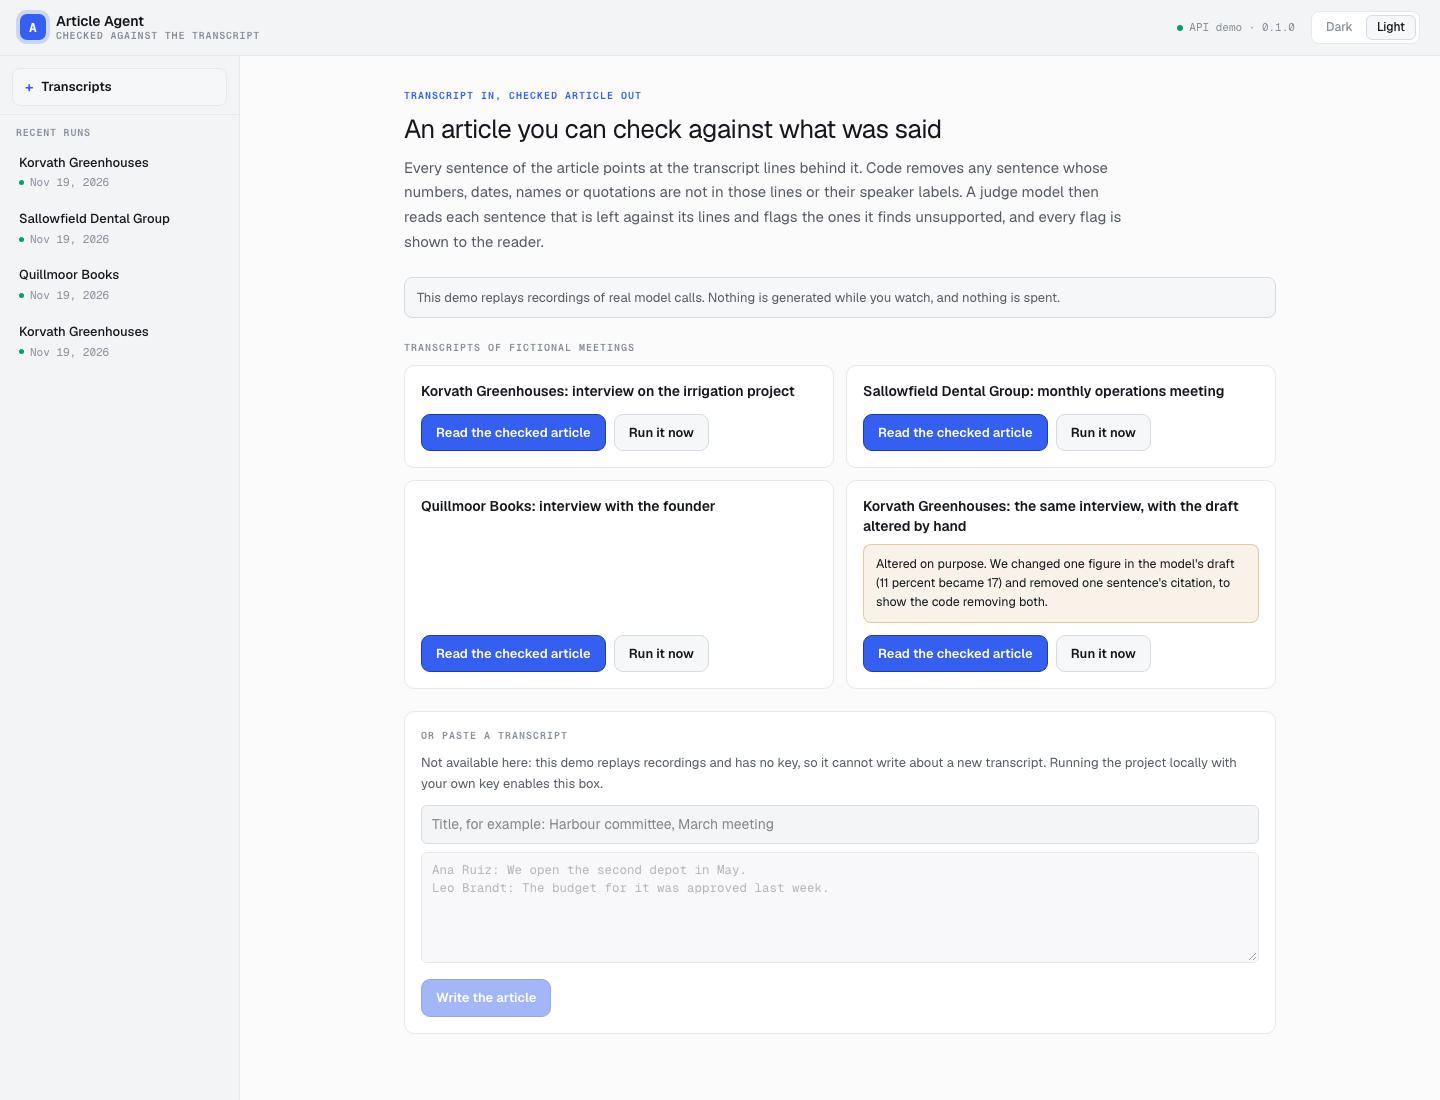 A
Article Agent
CHECKED AGAINST THE TRANSCRIPT
API demo · 0.1.0
Dark
Light
+ Transcripts
RECENT RUNS
Korvath Greenhouses
Nov 19, 2026
Sallowfield Dental Group
Nov 19, 2026
Quillmoor Books
Nov 19, 2026
Korvath Greenhouses
Nov 19, 2026
TRANSCRIPT IN, CHECKED ARTICLE OUT
An article you can check against what was said
Every sentence of the article points at the transcript lines behind it. Code removes any sentence whose
numbers, dates, names or quotations are not in those lines or their speaker labels. A judge model then
reads each sentence that is left against its lines and flags the ones it finds unsupported, and every flag is
shown to the reader.
This demo replays recordings of real model calls. Nothing is generated while you watch, and nothing is spent.
TRANSCRIPTS OF FICTIONAL MEETINGS
Korvath Greenhouses: interview on the irrigation project
Read the checked article
Run it now
Sallowfield Dental Group: monthly operations meeting
Read the checked article
Run it now
Quillmoor Books: interview with the founder
Read the checked article
Run it now
Korvath Greenhouses: the same interview, with the draft
altered by hand
Altered on purpose. We changed one figure in the model's draft
(11 percent became 17) and removed one sentence's citation, to
show the code removing both.
Read the checked article
Run it now
OR PASTE A TRANSCRIPT
Not available here: this demo replays recordings and has no key, so it cannot write about a new transcript. Running the project locally with
your own key enables this box.
Title, for example: Harbour committee, March meeting
Ana Ruiz: We open the second depot in May.
Leo Brandt: The budget for it was approved last week.
Write the article